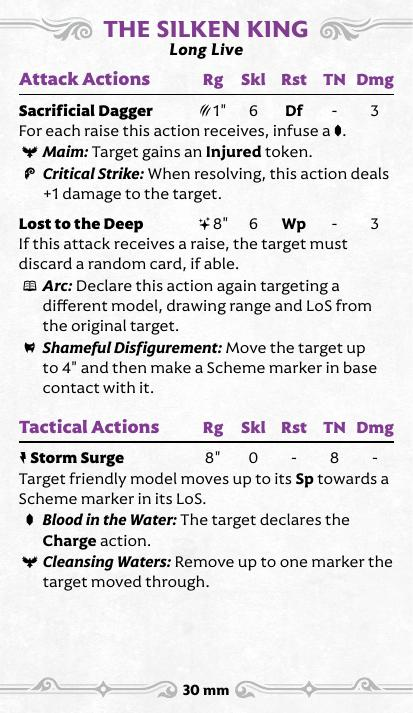 THE SILKEN KING
Long Live
Attack Actions Rg Skl Rst TN Dmg
Sacrificial Dagger 1" 6 Df - 3
For each raise this action receives, infuse a .
Maim: Target gains an Injured token.
Critical Strike: When resolving, this action deals
+1 damage to the target.
Lost to the Deep 8" 6 Wp - 3
If this attack receives a raise, the target must
discard a random card, if able.
Arc: Declare this action again targeting a
different model, drawing range and LoS from
the original target.
Shameful Disfigurement: Move the target up
to 4" and then make a Scheme marker in base
contact with it.
Tactical Actions Rg Skl Rst TN Dmg
Storm Surge 8" 0 - 8 -
Target friendly model moves up to its Sp towards a
Scheme marker in its LoS.
Blood in the Water: The target declares the
Charge action.
Cleansing Waters: Remove up to one marker the
target moved through.
30 mm